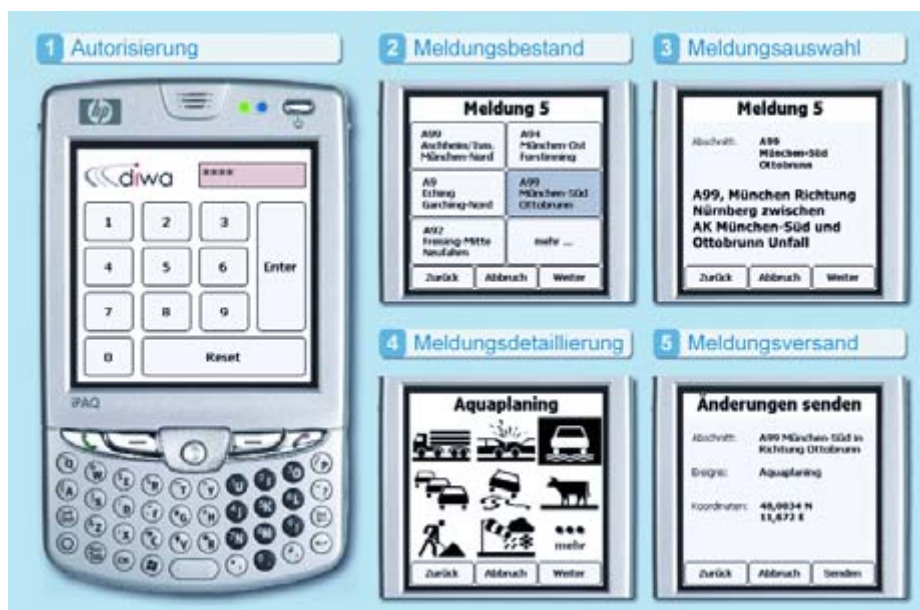 1 Autorisierung
hp
diwa ****
1 2 3
4 5 6 Enter
7 8 9
0 Reset
iPAQ
2 Meldungsbestand
Meldung 5
A99
Aschheim/Ism.
München-Nord
A94
München-Ost
Forstinning
A9
Eching
Garching-Nord
A99
München-Süd
Ottobrunn
A92
Freising-Mitte
Neufahrn
mehr ...
Zurück Abbruch Weiter
3 Meldungsauswahl
Meldung 5
Abschnitt: A99
München-Süd
Ottobrunn
A99, München Richtung
Nürnberg zwischen
AK München-Süd und
Ottobrunn Unfall
Zurück Abbruch Weiter
4 Meldungsdetaillierung
Aquaplaning
mehr
Zurück Abbruch Weiter
5 Meldungsversand
Änderungen senden
Abschnitt: A99 München-Süd in
Richtung Ottobrunn
Ereignis: Aquaplaning
Koordinaten: 48,0034 N
11,672 E
Zurück Abbruch Senden